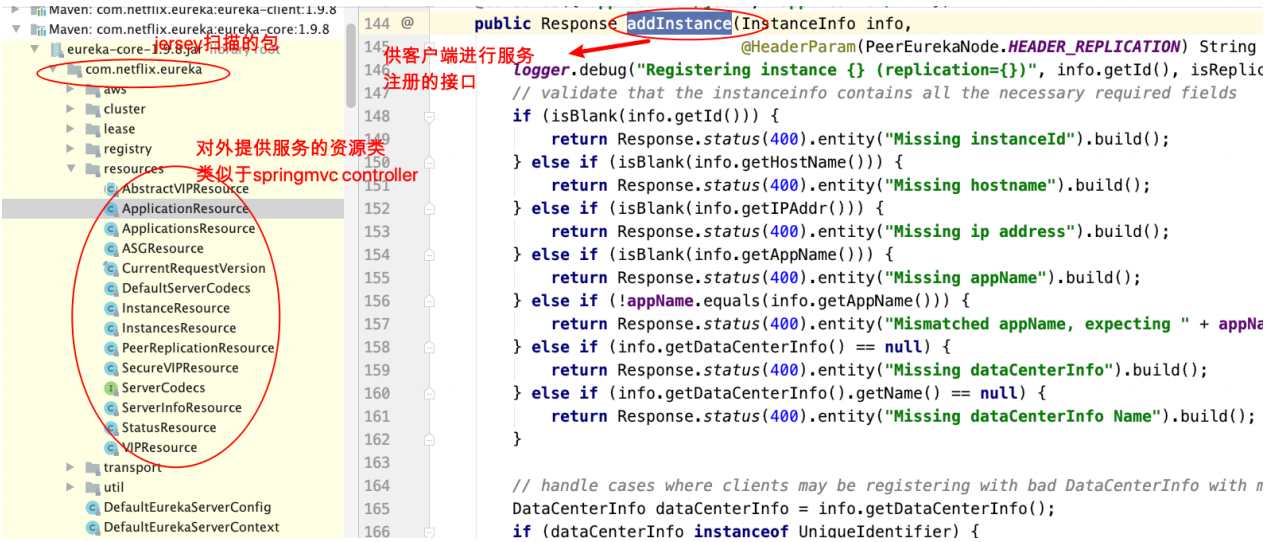 Maven: com.netflix.eureka:eureka-client:1.9.8
Maven: com.netflix.eureka:eureka-core:1.9.8
jersey扫描的包
eureka-core-1.9.8.jar library root
com.netflix.eureka
aws
cluster
lease
registry
对外提供服务的资源类
类似于springmvc controller
resources
AbstractVIPResource
ApplicationResource
ApplicationsResource
ASGResource
CurrentRequestVersion
DefaultServerCodecs
InstanceResource
InstancesResource
PeerReplicationResource
SecureVIPResource
ServerCodecs
ServerInfoResource
StatusResource
VIPResource
transport
util
DefaultEurekaServerConfig
DefaultEurekaServerContext
供客户端进行服务
注册的接口
144 @ public Response addInstance(InstanceInfo info,
145 @HeaderParam(PeerEurekaNode.HEADER_REPLICATION) String
146 logger.debug("Registering instance {} (replication={})", info.getId(), isReplic
147 // validate that the instanceinfo contains all the necessary required fields
148 if (isBlank(info.getId())) {
149 return Response.status(400).entity("Missing instanceId").build();
150 } else if (isBlank(info.getHostName())) {
151 return Response.status(400).entity("Missing hostname").build();
152 } else if (isBlank(info.getIPAddr())) {
153 return Response.status(400).entity("Missing ip address").build();
154 } else if (isBlank(info.getAppName())) {
155 return Response.status(400).entity("Missing appName").build();
156 } else if (!appName.equals(info.getAppName())) {
157 return Response.status(400).entity("Mismatched appName, expecting " + appNa
158 } else if (info.getDataCenterInfo() == null) {
159 return Response.status(400).entity("Missing dataCenterInfo").build();
160 } else if (info.getDataCenterInfo().getName() == null) {
161 return Response.status(400).entity("Missing dataCenterInfo Name").build();
162 }
163
164 // handle cases where clients may be registering with bad DataCenterInfo with m
165 DataCenterInfo dataCenterInfo = info.getDataCenterInfo();
166 if (dataCenterInfo instanceof UniqueIdentifier) {